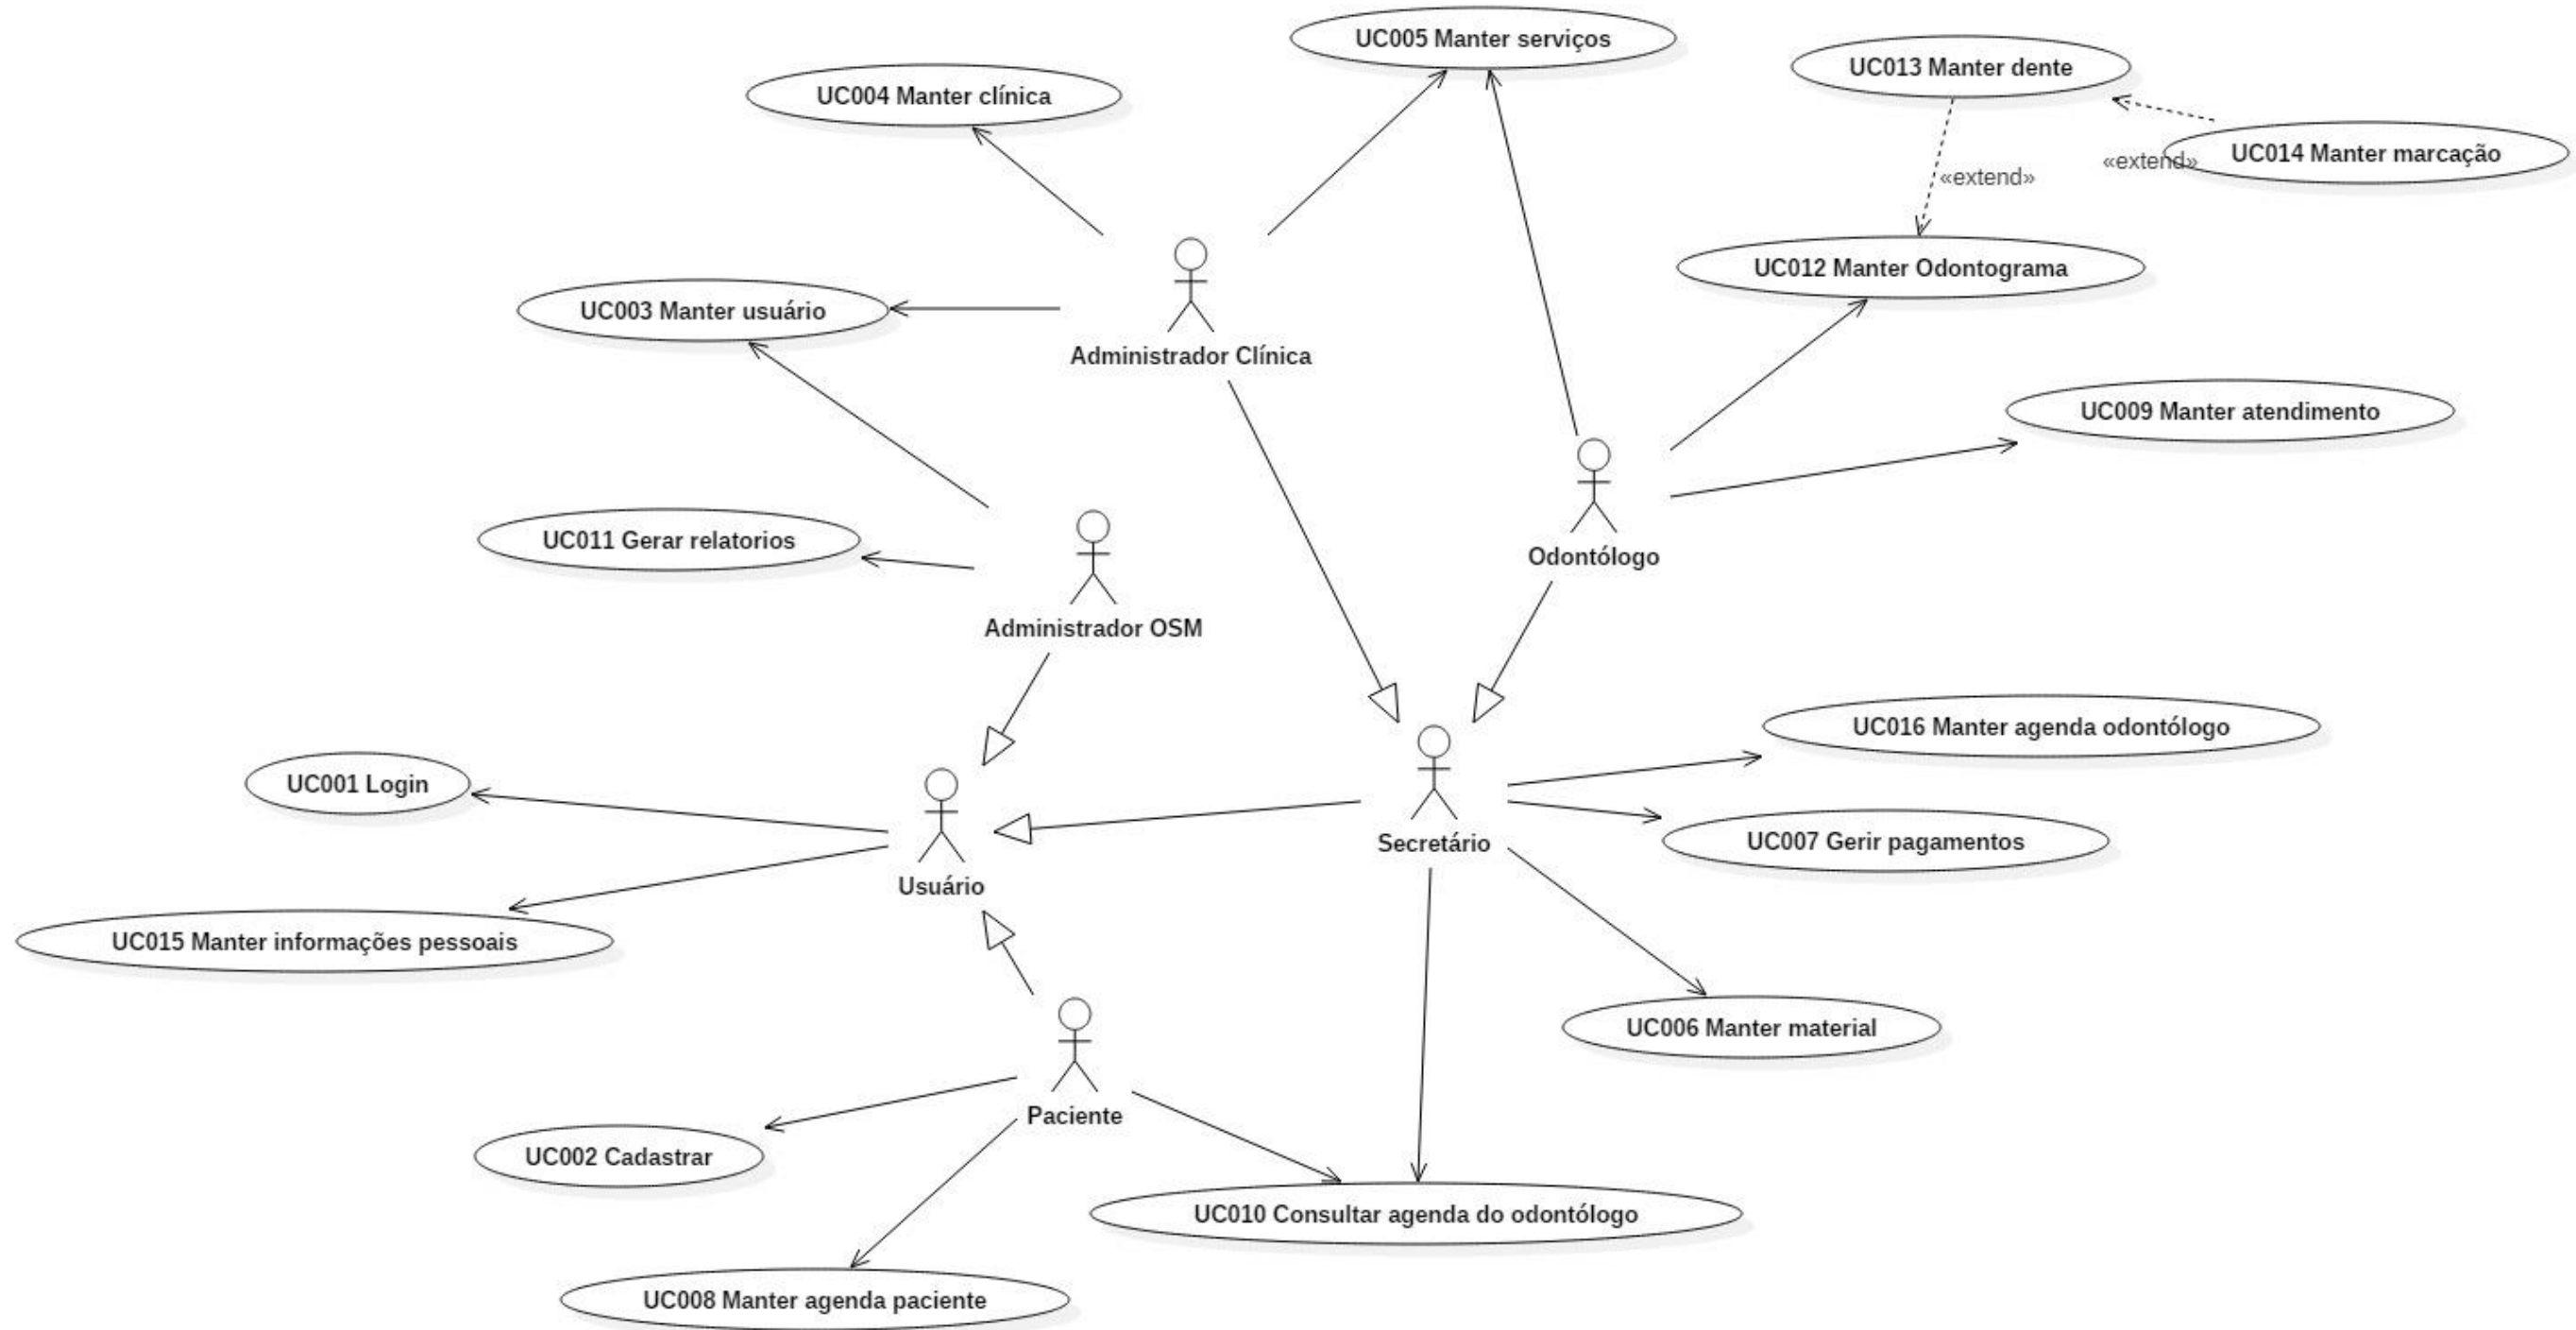 UC005 Manter serviços
UC013 Manter dente
UC004 Manter clínica
UC014 Manter marcação
«extend»
«extend»
UC012 Manter Odontograma
UC003 Manter usuário
Administrador Clínica
UC009 Manter atendimento
UC011 Gerar relatorios
Odontólogo
Administrador OSM
UC016 Manter agenda odontólogo
UC001 Login
UC007 Gerir pagamentos
Secretário
Usuário
UC015 Manter informações pessoais
UC006 Manter material
Paciente
UC002 Cadastrar
UC010 Consultar agenda do odontólogo
UC008 Manter agenda paciente